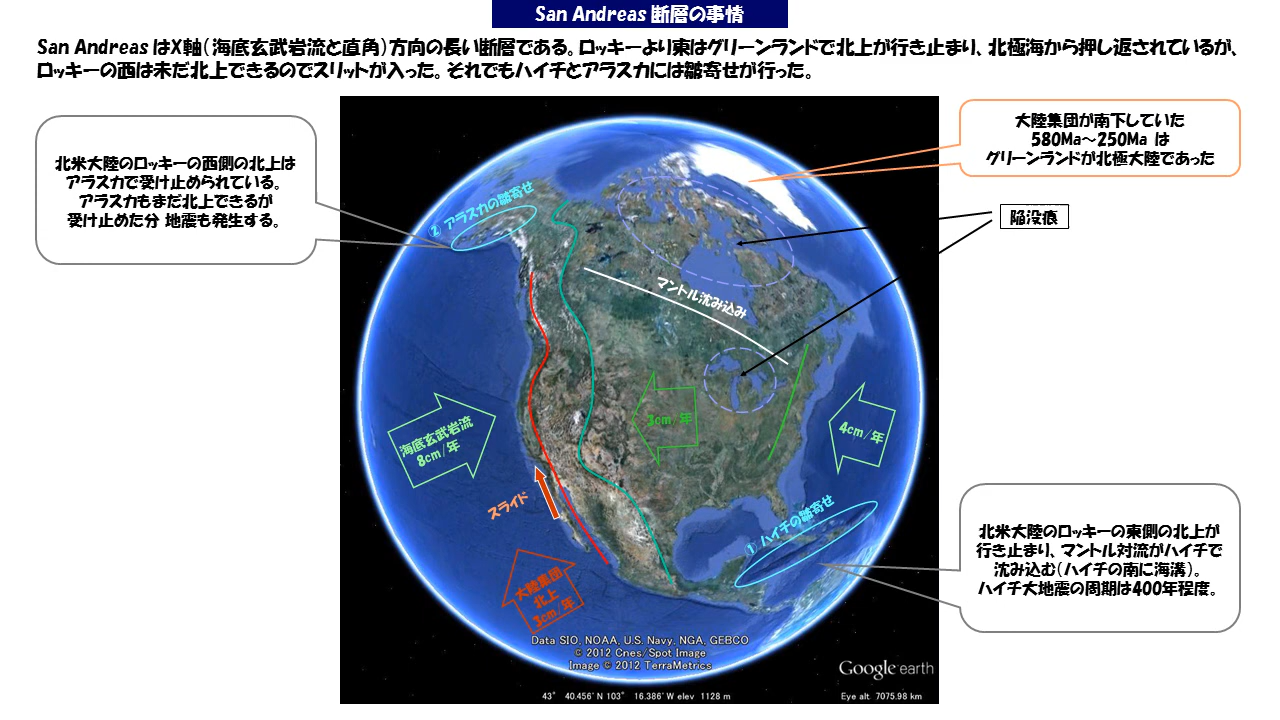 San Andreas 断層の事情
San Andreas はX軸（海底玄武岩流と直角）方向の長い断層である。ロッキーより東はグリーンランドで北上が行き止まり、北極海から押し返されているが、
ロッキーの西は未だ北上できるのでスリットが入った。それでもハイチとアラスカには皺寄せが行った。
北米大陸のロッキーの西側の北上は
アラスカで受け止められている。
アラスカもまだ北上できるが
受け止めた分 地震も発生する。
大陸集団が南下していた
580Ma～250Ma は
グリーンランドが北極大陸であった
陥没痕
② アラスカの皺寄せ
マントル沈み込み
海底玄武岩流
8cm/年
3cm/年
4cm/年
スライド
① ハイチの皺寄せ
大陸集団
北上
3cm/年
北米大陸のロッキーの東側の北上が
行き止まり、マントル対流がハイチで
沈み込む（ハイチの南に海溝）。
ハイチ大地震の周期は400年程度。
Data SIO, NOAA, U.S. Navy, NGA, GEBCO
© 2012 Cnes/Spot Image
Image © 2012 TerraMetrics
Google earth
43° 40.456' N 103° 16.386' W elev 1128 m
Eye alt 7075.98 km